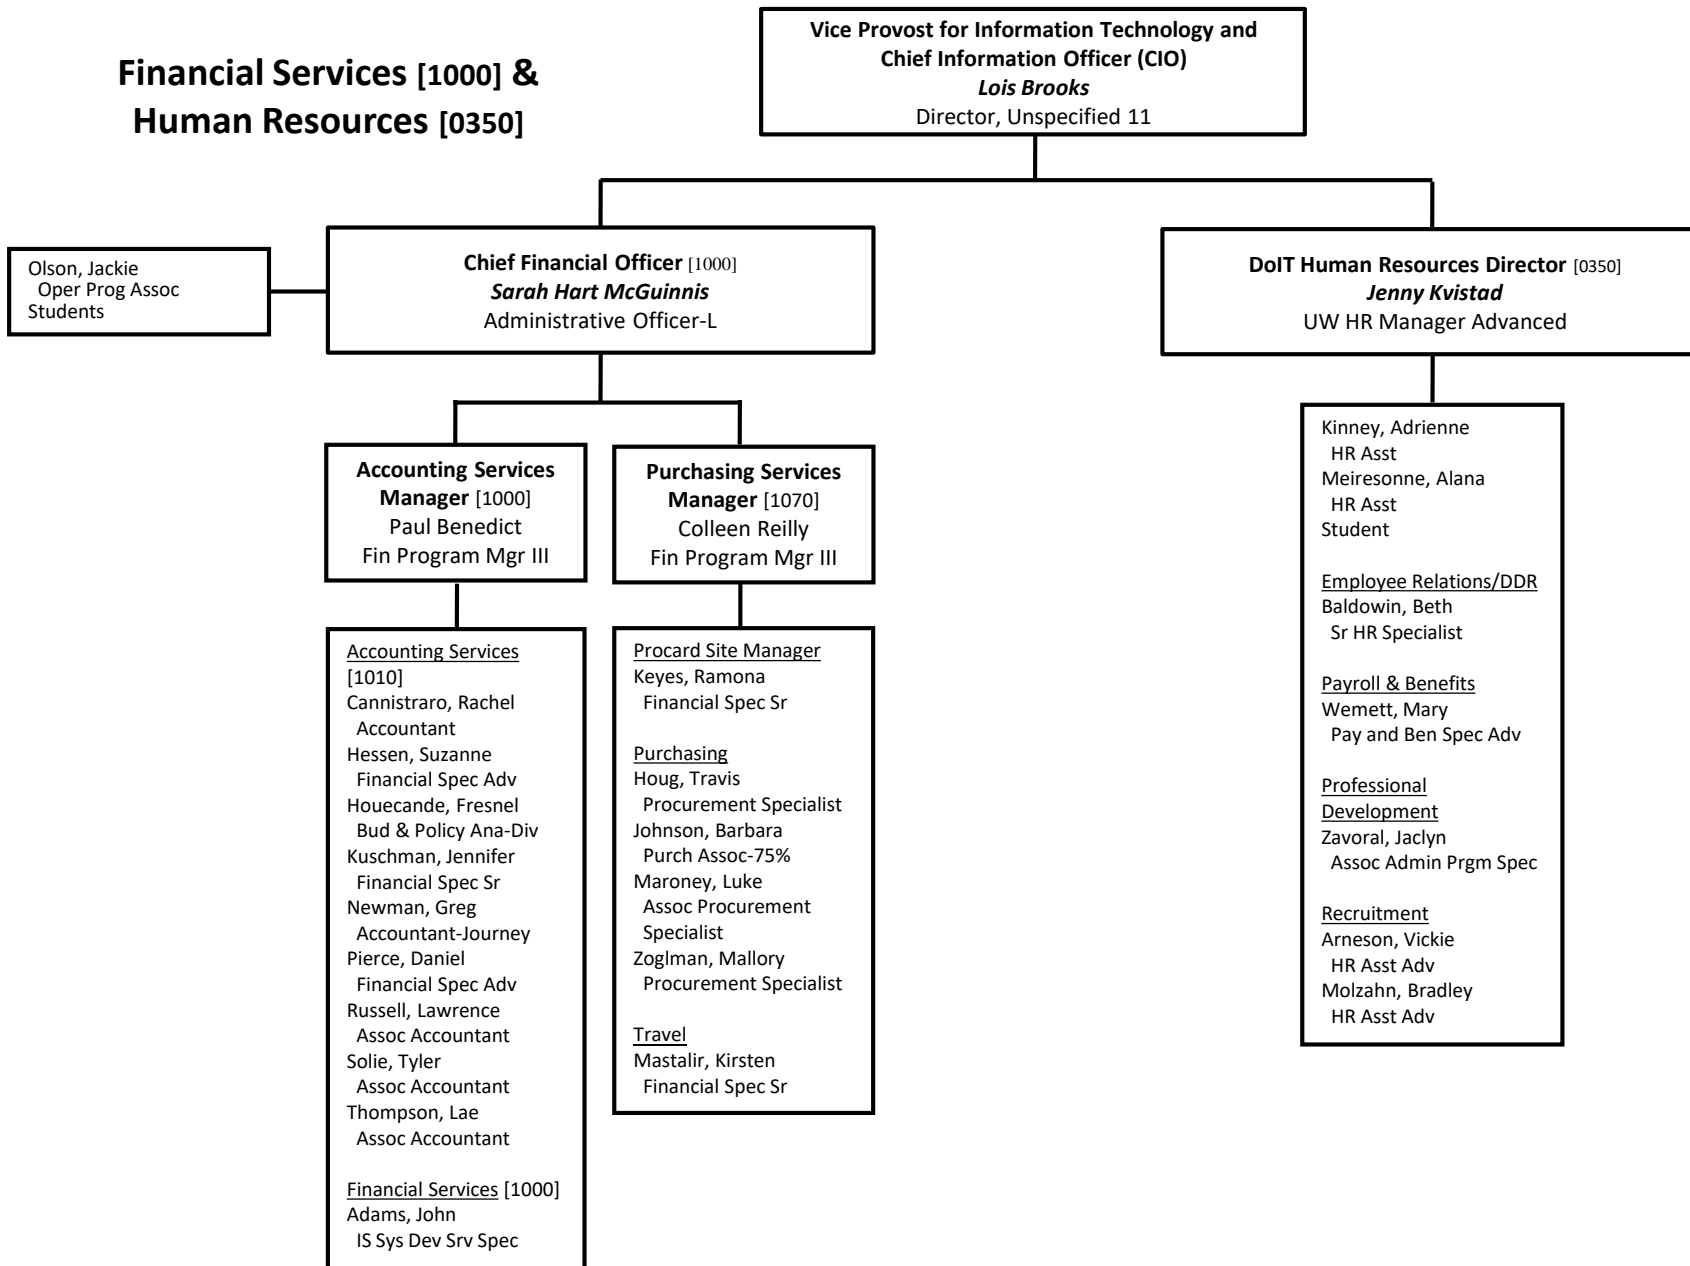 Financial Services [1000] &
Human Resources [0350]
Vice Provost for Information Technology and
Chief Information Officer (CIO)
Lois Brooks
Director, Unspecified 11
Olson, Jackie
Oper Prog Assoc
Students
Chief Financial Officer [1000]
Sarah Hart McGuinnis
Administrative Officer-L
DoIT Human Resources Director [0350]
Jenny Kvistad
UW HR Manager Advanced
Accounting Services
Manager [1000]
Paul Benedict
Fin Program Mgr III
Purchasing Services
Manager [1070]
Colleen Reilly
Fin Program Mgr III
Accounting Services
[1010]
Cannistraro, Rachel
Accountant
Hessen, Suzanne
Financial Spec Adv
Houecande, Fresnel
Bud & Policy Ana-Div
Kuschman, Jennifer
Financial Spec Sr
Newman, Greg
Accountant-Journey
Pierce, Daniel
Financial Spec Adv
Russell, Lawrence
Assoc Accountant
Solie, Tyler
Assoc Accountant
Thompson, Lae
Assoc Accountant
Financial Services [1000]
Adams, John
IS Sys Dev Srv Spec
Procard Site Manager
Keyes, Ramona
Financial Spec Sr
Purchasing
Houg, Travis
Procurement Specialist
Johnson, Barbara
Purch Assoc-75%
Maroney, Luke
Assoc Procurement
Specialist
Zoglman, Mallory
Procurement Specialist
Travel
Mastalir, Kirsten
Financial Spec Sr
Kinney, Adrienne
HR Asst
Meiresonne, Alana
HR Asst
Student
Employee Relations/DDR
Baldowin, Beth
Sr HR Specialist
Payroll & Benefits
Wemett, Mary
Pay and Ben Spec Adv
Professional
Development
Zavoral, Jaclyn
Assoc Admin Prgm Spec
Recruitment
Arneson, Vickie
HR Asst Adv
Molzahn, Bradley
HR Asst Adv